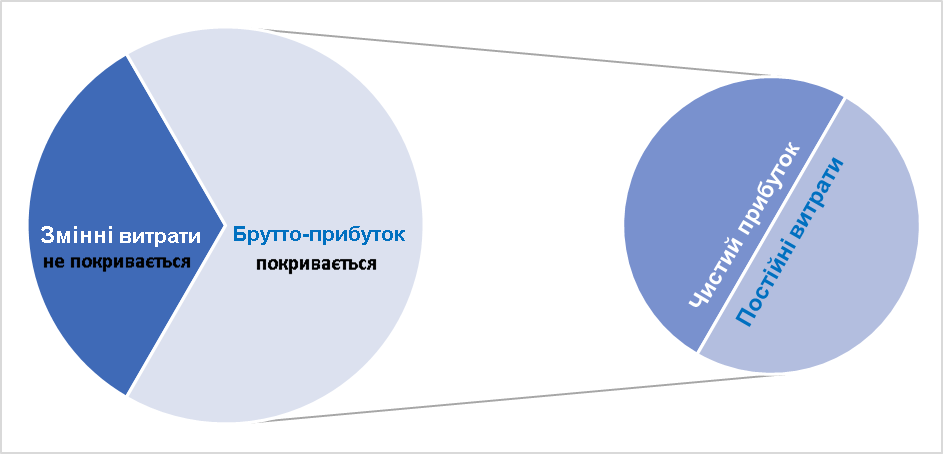 Змінні витрати
не покривається
Брутто-прибуток
покривається
Чистий прибуток
Постійні витрати